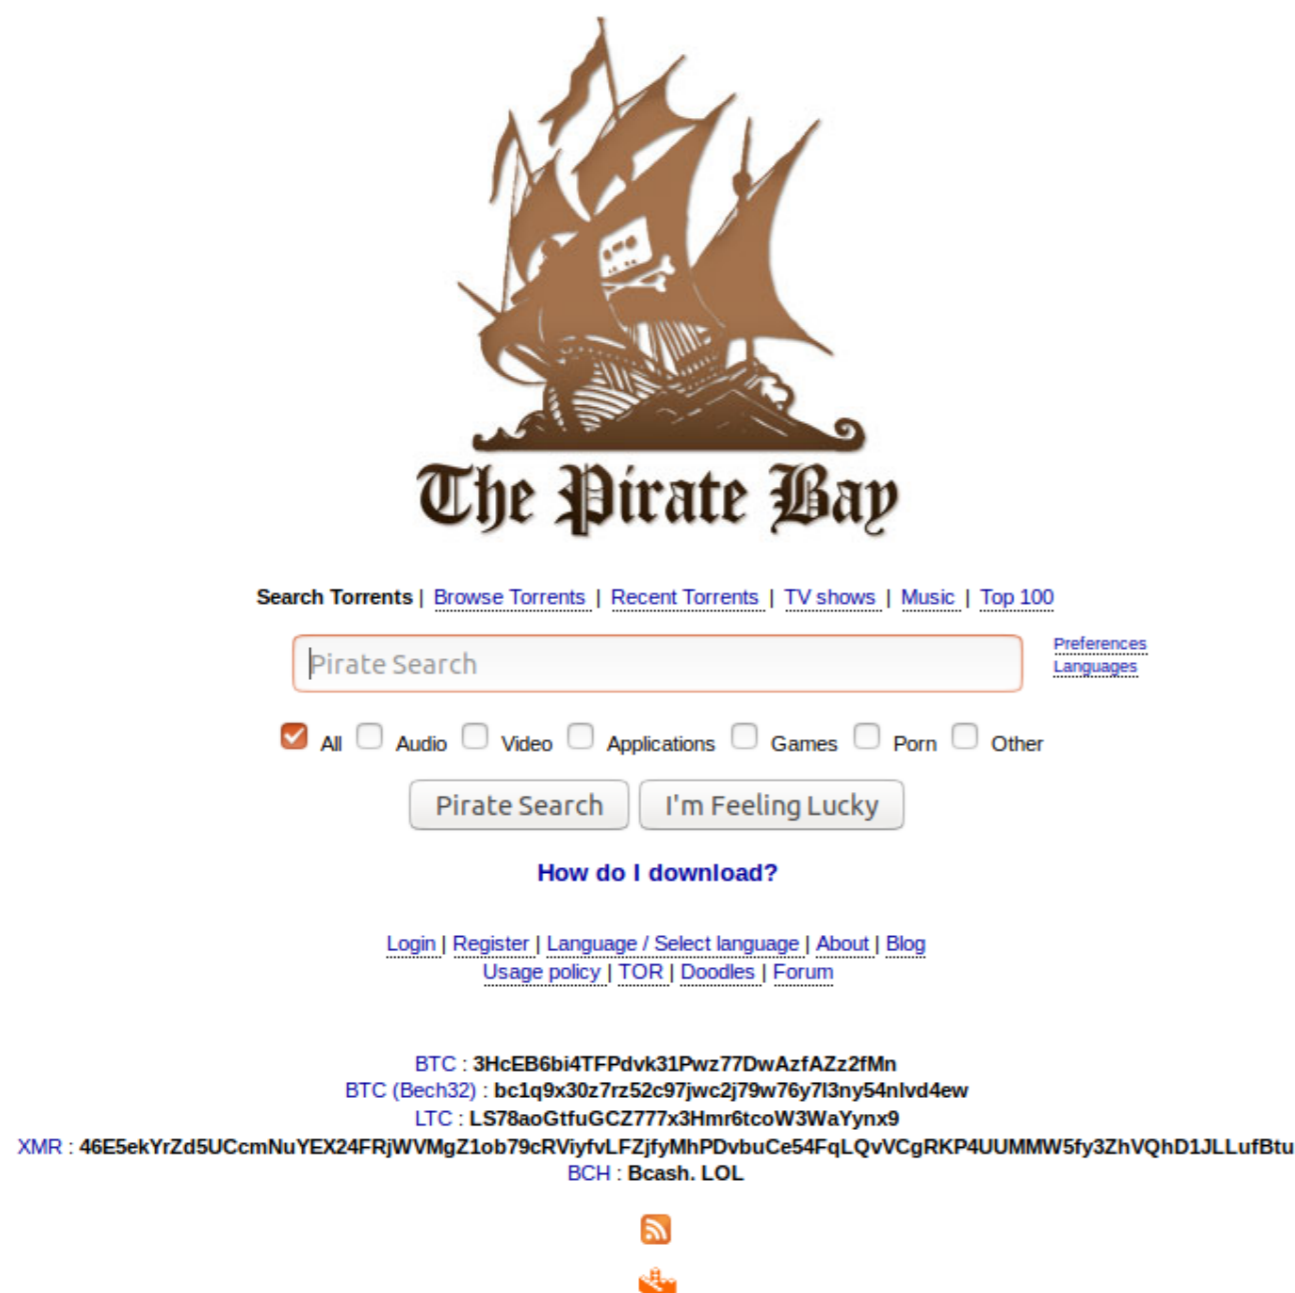 The Pirate Bay
Search Torrents | Browse Torrents | Recent Torrents | TV shows | Music | Top 100
Pirate Search
Preferences
Languages
All Audio Video Applications Games Porn Other
Pirate Search I'm Feeling Lucky
How do I download?
Login | Register | Language / Select language | About | Blog
Usage policy | TOR | Doodles | Forum
BTC : 3HcEB6bi4TFPdvk31Pwz77DwAzfAZz2fMn
BTC (Bech32) : bc1q9x30z7rz52c97jwc2j79w76y7l3ny54nlvd4ew
LTC : LS78aoGtfuGCZ777x3Hmr6tcoW3WaYynx9
XMR : 46E5ekYrZd5UCcmNuYEX24FRjWVMgZ1ob79cRViyfvLFZjfyMhPDvbuCe54FqLQvVCgRKP4UUMMW5fy3ZhVQhD1JLLufBtu
BCH : Bcash. LOL